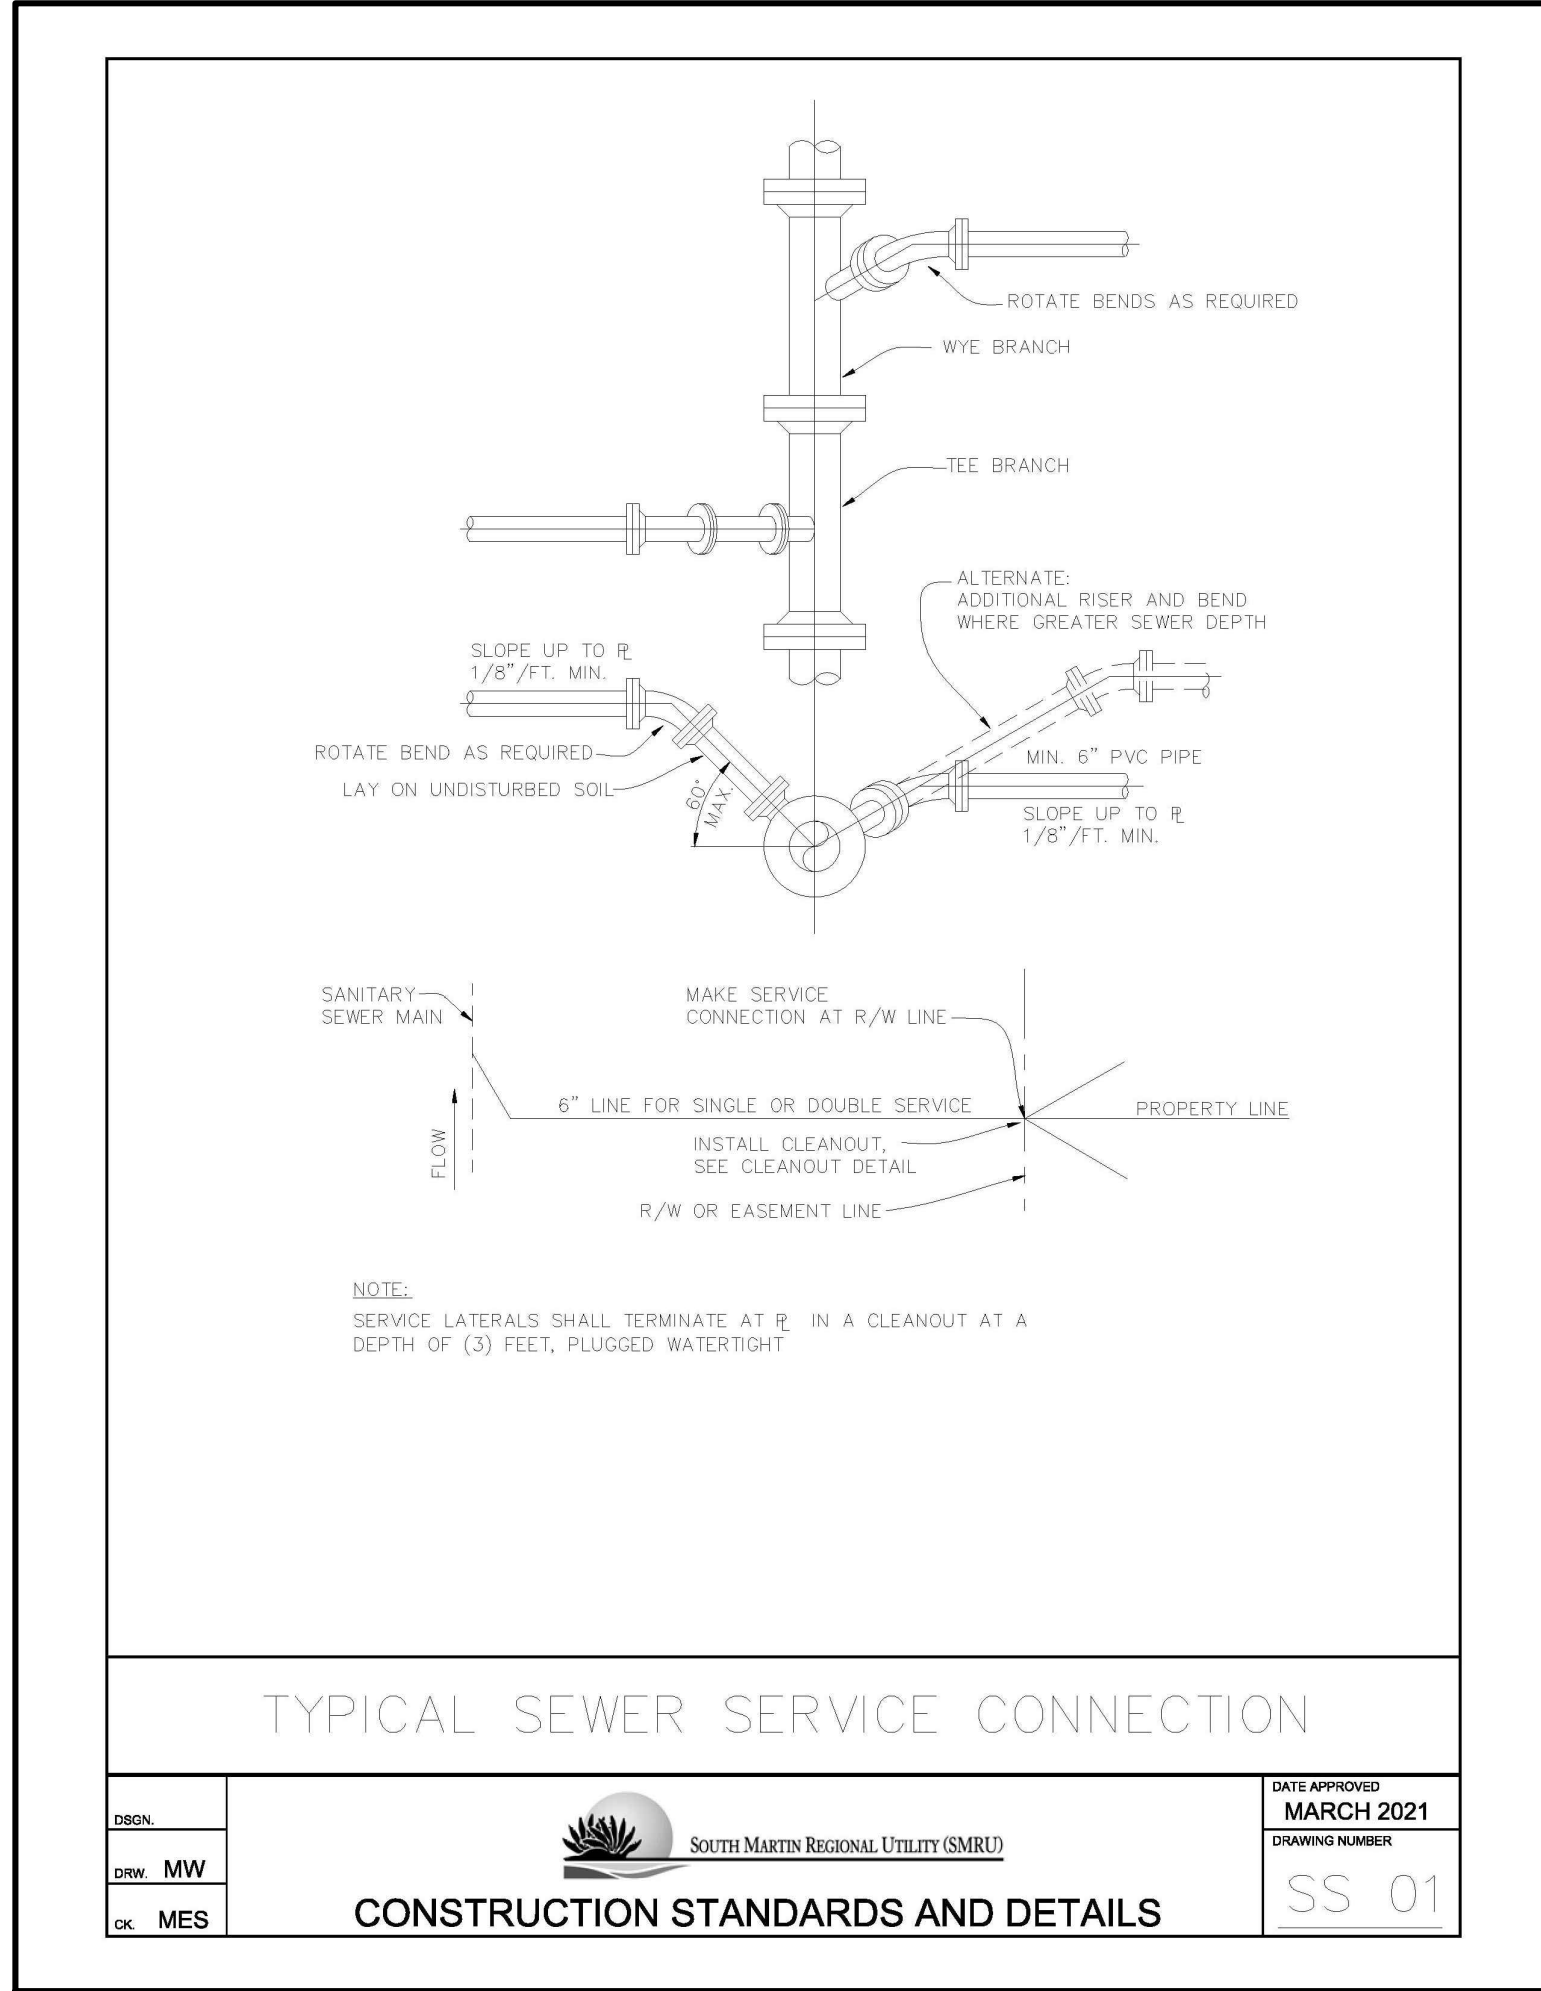 ROTATE BENDS AS REQUIRED
WYE BRANCH
TEE BRANCH
ALTERNATE:
ADDITIONAL RISER AND BEND
WHERE GREATER SEWER DEPTH
SLOPE UP TO ⅊
1/8"/FT. MIN.
ROTATE BEND AS REQUIRED
LAY ON UNDISTURBED SOIL
60°
MAX.
MIN. 6" PVC PIPE
SLOPE UP TO ⅊
1/8"/FT. MIN.
SANITARY
SEWER MAIN
MAKE SERVICE
CONNECTION AT R/W LINE
FLOW
6" LINE FOR SINGLE OR DOUBLE SERVICE
PROPERTY LINE
INSTALL CLEANOUT,
SEE CLEANOUT DETAIL
R/W OR EASEMENT LINE
NOTE:
SERVICE LATERALS SHALL TERMINATE AT ⅊ IN A CLEANOUT AT A
DEPTH OF (3) FEET, PLUGGED WATERTIGHT
TYPICAL SEWER SERVICE CONNECTION
DSGN.
DRW. MW
CK. MES
SOUTH MARTIN REGIONAL UTILITY (SMRU)
CONSTRUCTION STANDARDS AND DETAILS
DATE APPROVED
MARCH 2021
DRAWING NUMBER
SS 01